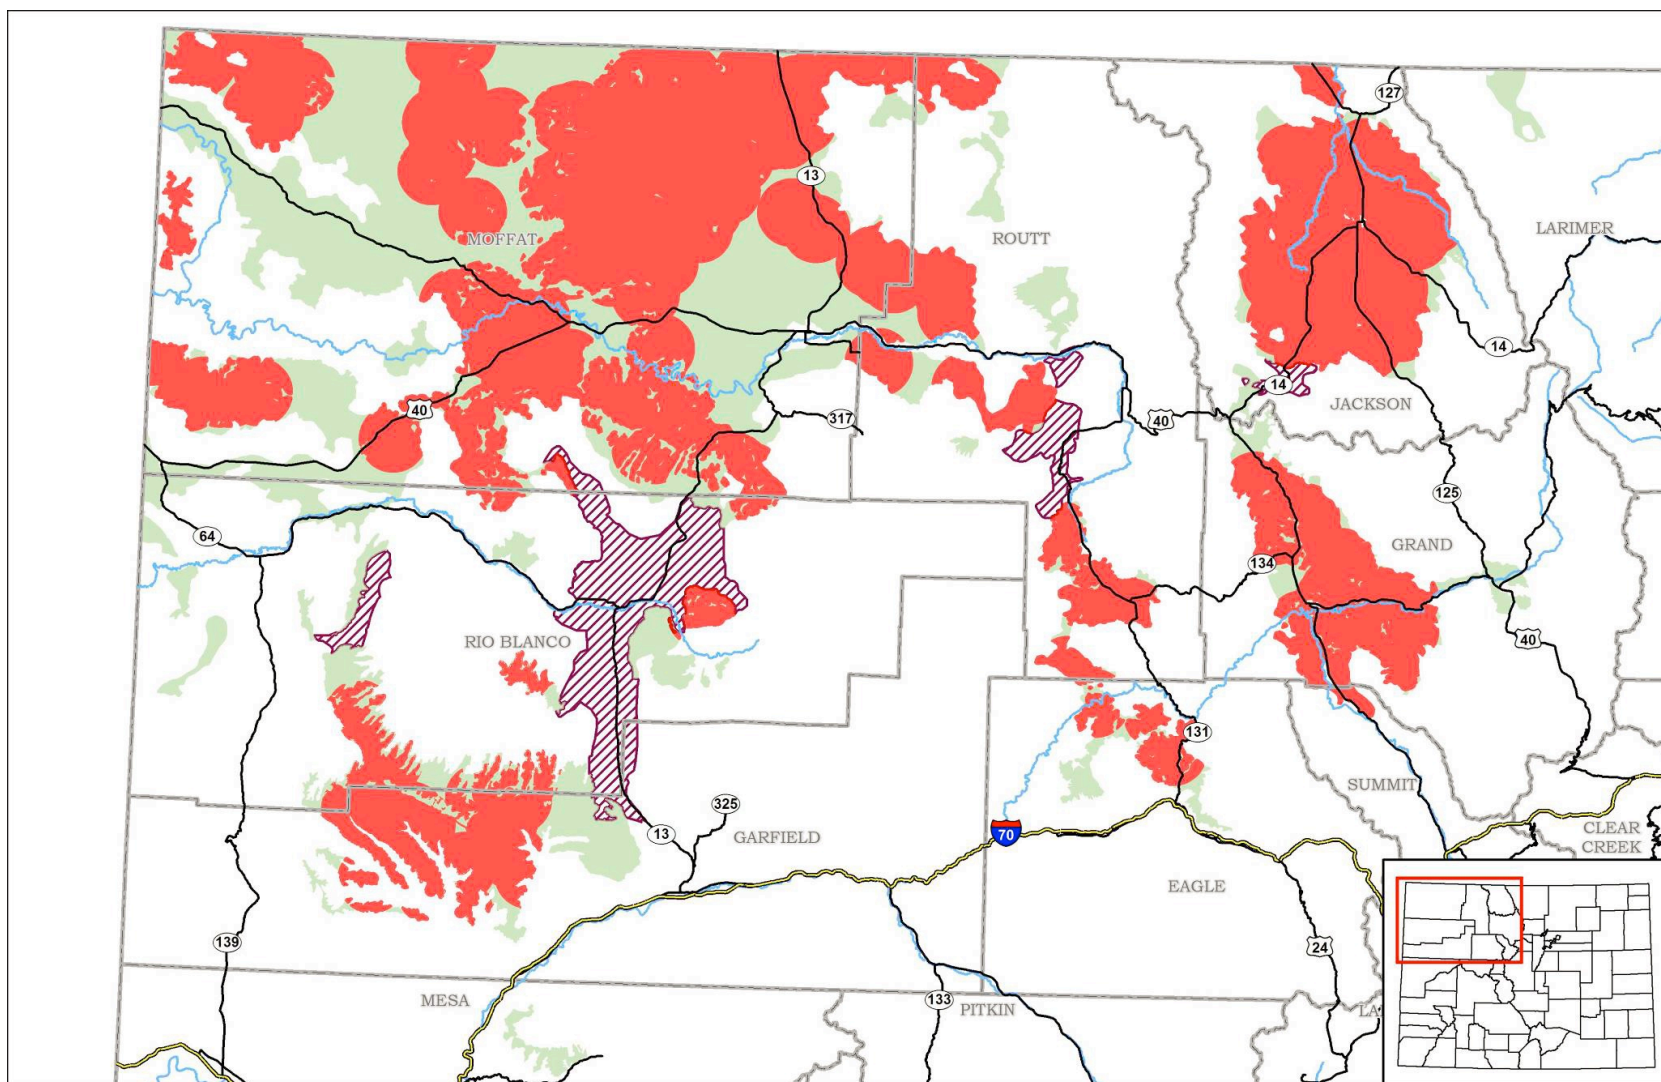 127
13
MOFFAT
ROUTT
LARIMER
14
14
40
JACKSON
317
40
125
64
GRAND
134
RIO BLANCO
40
131
SUMMIT
325
13
GARFIELD
70
CLEAR
CREEK
EAGLE
139
24
MESA
133
PITKIN
LA